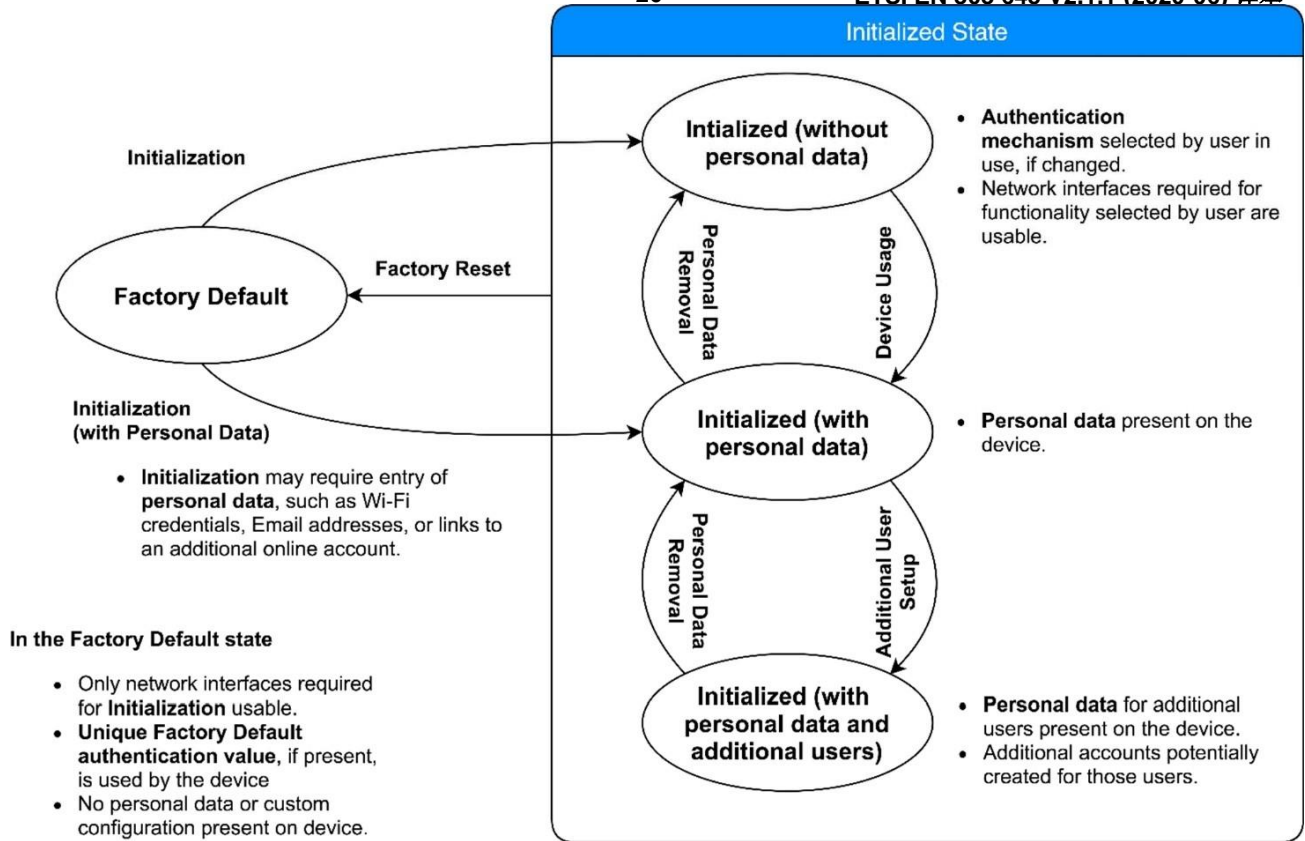 Initialized State
Intialized (without
personal data)
• Authentication
mechanism selected by user in
use, if changed.
• Network interfaces required for
functionality selected by user are
usable.
Initialization
Personal Data
Removal
Device Usage
Factory Reset
Factory Default
Initialization
(with Personal Data)
• Initialization may require entry of
personal data, such as Wi-Fi
credentials, Email addresses, or links to
an additional online account.
Initialized (with
personal data)
• Personal data present on the
device.
Personal Data
Removal
Additional User
Setup
In the Factory Default state
• Only network interfaces required
for Initialization usable.
• Unique Factory Default
authentication value, if present,
is used by the device
• No personal data or custom
configuration present on device.
Initialized (with
personal data and
additional users)
• Personal data for additional
users present on the device.
• Additional accounts potentially
created for those users.